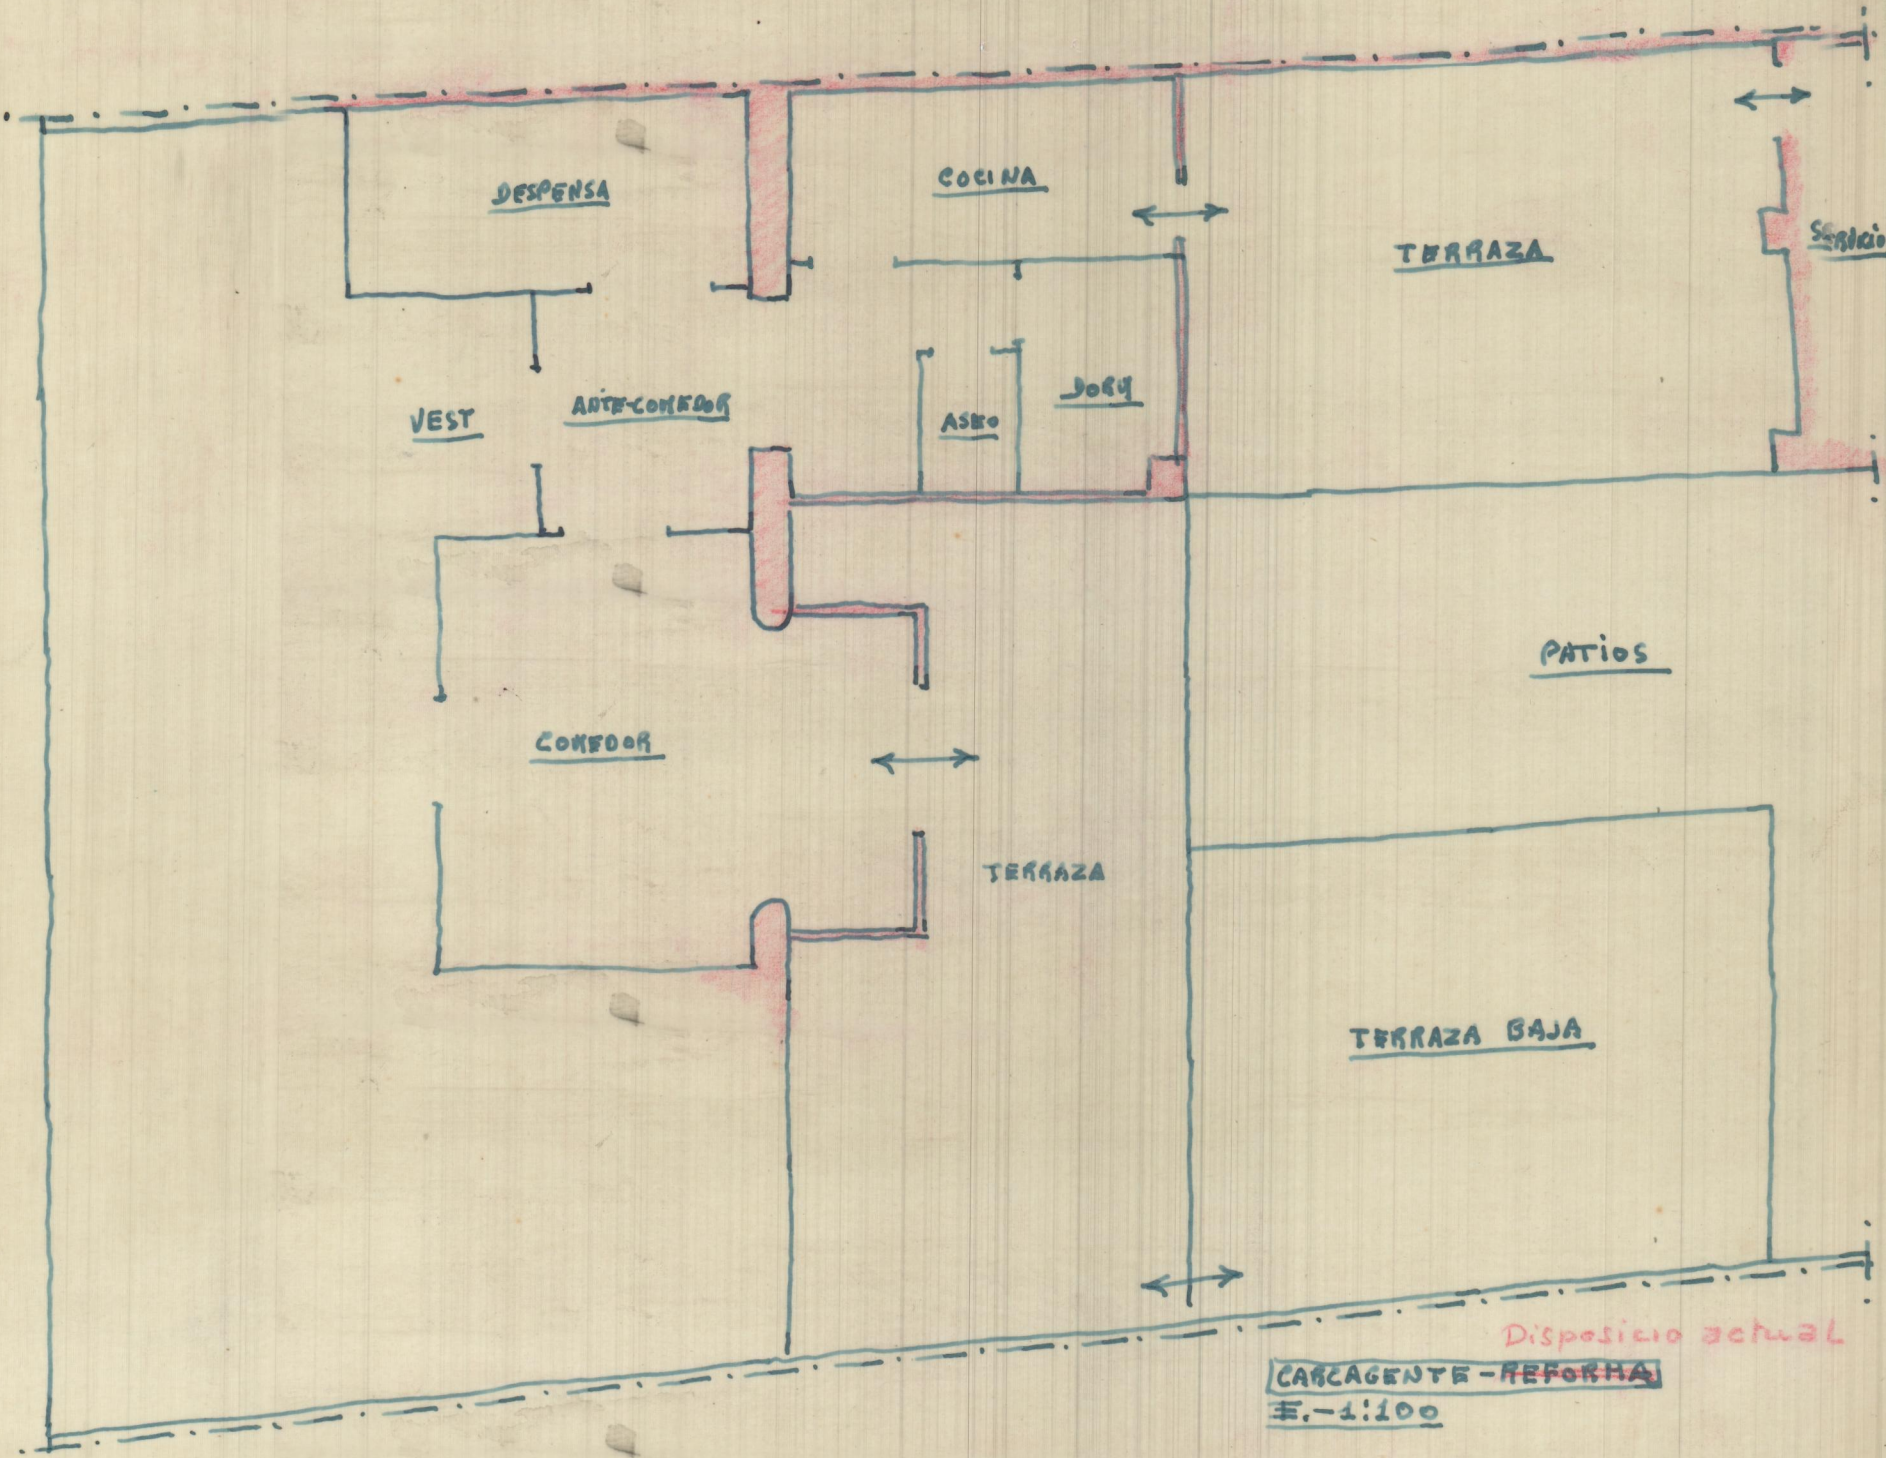 DESPENSA
COCINA
TERRAZA
SERVICIO
VEST
ANTE-COMEDOR
ASEO
DORM
PATIOS
COMEDOR
TERRAZA
TERRAZA BAJA
Disposicio actual
CARCAGENTE-REFORMA
E.-1:100